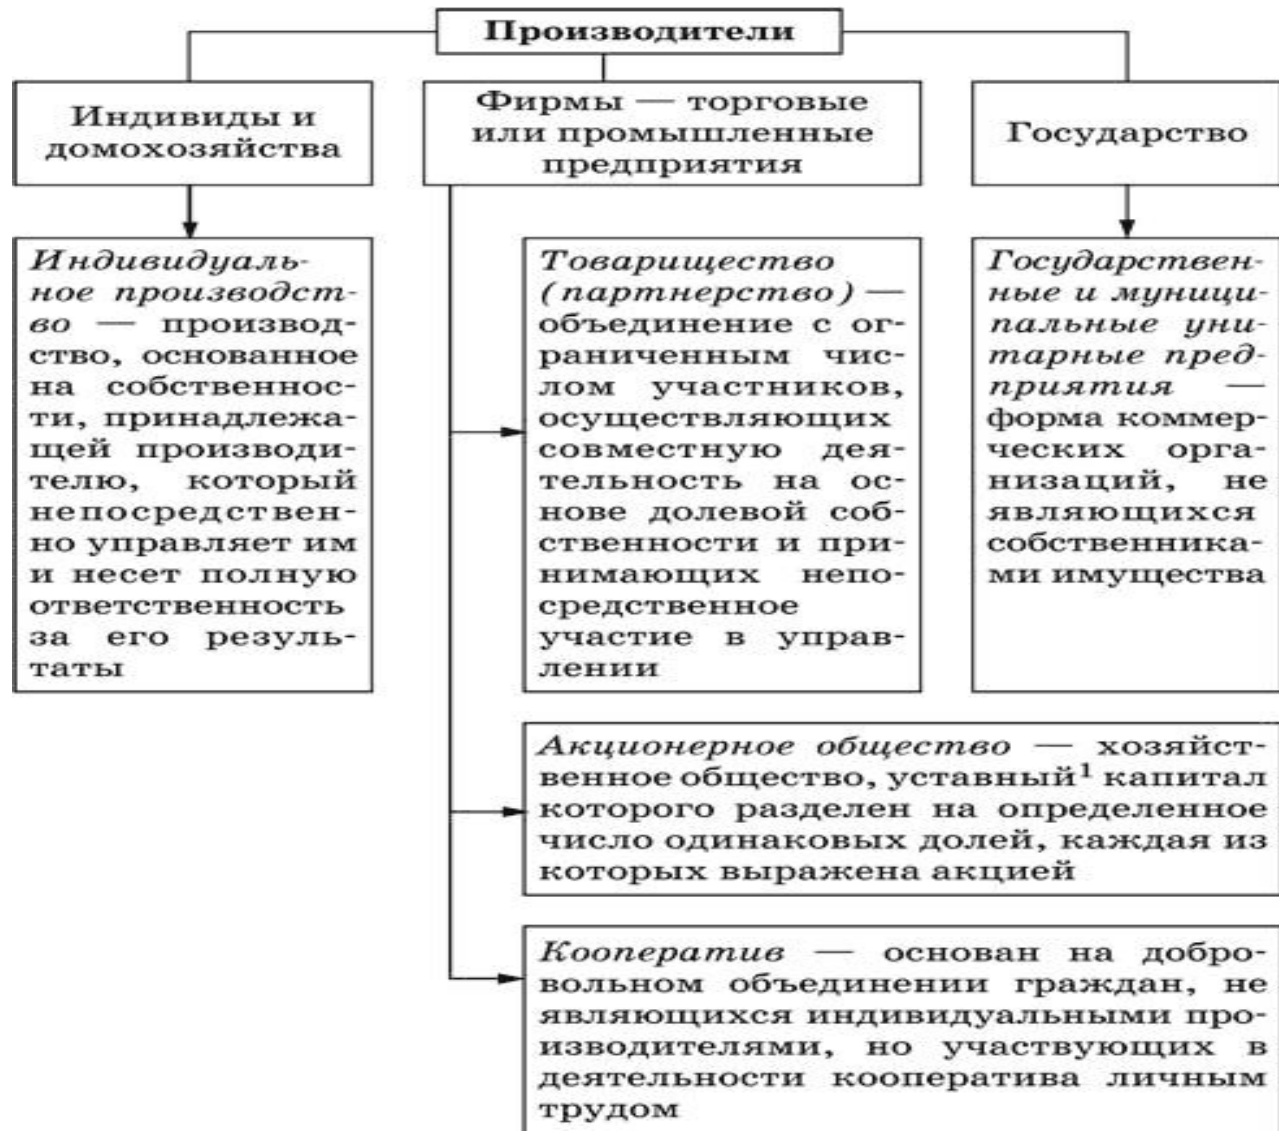 Производители
Индивиды и
домохозяйства
Фирмы — торговые
или промышленные
предприятия
Государство
Индивидуаль-
ное производст-
во — производ-
ство, основанное
на собственнос-
ти, принадлежа-
щей производи-
телю, который
непосредствен-
но управляет им
и несет полную
ответственность
за его резуль-
таты
Товарищество
(партнерство) —
объединение с ог-
раниченным чис-
лом участников,
осуществляющих
совместную дея-
тельность на ос-
нове долевой соб-
ственности и при-
нимающих непо-
средственное
участие в управ-
лении
Государствен-
ные и муници-
пальные уни-
тарные пред-
приятия —
форма коммер-
ческих орга-
низаций, не
являющихся
собственника-
ми имущества
Акционерное общество — хозяйст-
венное общество, уставный¹ капитал
которого разделен на определенное
число одинаковых долей, каждая из
которых выражена акцией
Кооператив — основан на добро-
вольном объединении граждан, не
являющихся индивидуальными про-
изводителями, но участвующих в
деятельности кооператива личным
трудом